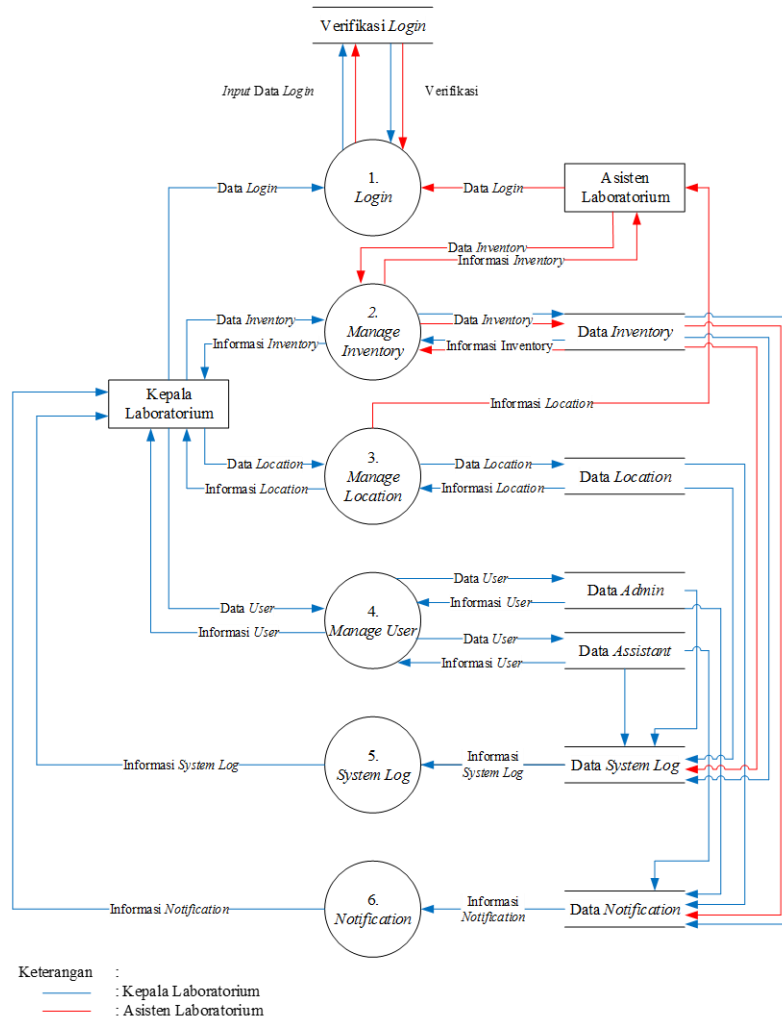 Verifikasi Login
Input Data Login
Verifikasi
1.
Login
Data Login
Data Login
Asisten
Laboratorium
Data Inventory
Informasi Inventory
2.
Manage
Inventory
Data Inventory
Informasi Inventory
Data Inventory
Informasi Inventory
Data Inventory
Kepala
Laboratorium
Informasi Location
3.
Manage
Location
Data Location
Informasi Location
Data Location
Informasi Location
Data Location
4.
Manage User
Data User
Informasi User
Data User
Informasi User
Data Admin
Data User
Informasi User
Data Assistant
5.
System Log
Informasi System Log
Informasi
System Log
Data System Log
6.
Notification
Informasi Notification
Informasi
Notification
Data Notification
Keterangan :
: Kepala Laboratorium
: Asisten Laboratorium